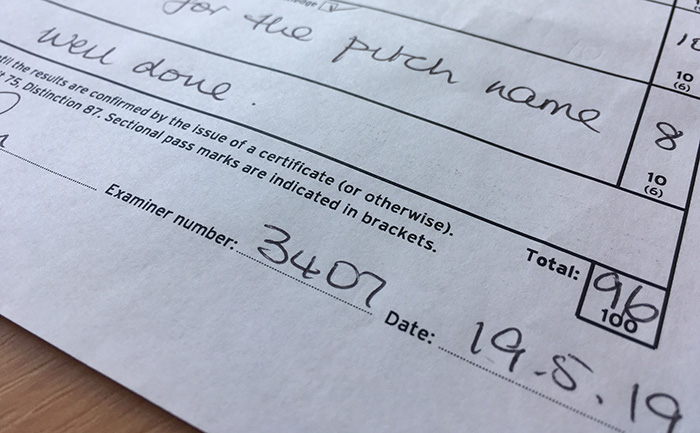 for the pitch name
10
(6)
well done.
8
10
(6)
til the results are confirmed by the issue of a certificate (or otherwise).
75, Distinction 87. Sectional pass marks are indicated in brackets.
Total: 96
100
Examiner number: 3407
Date: 19.5.19